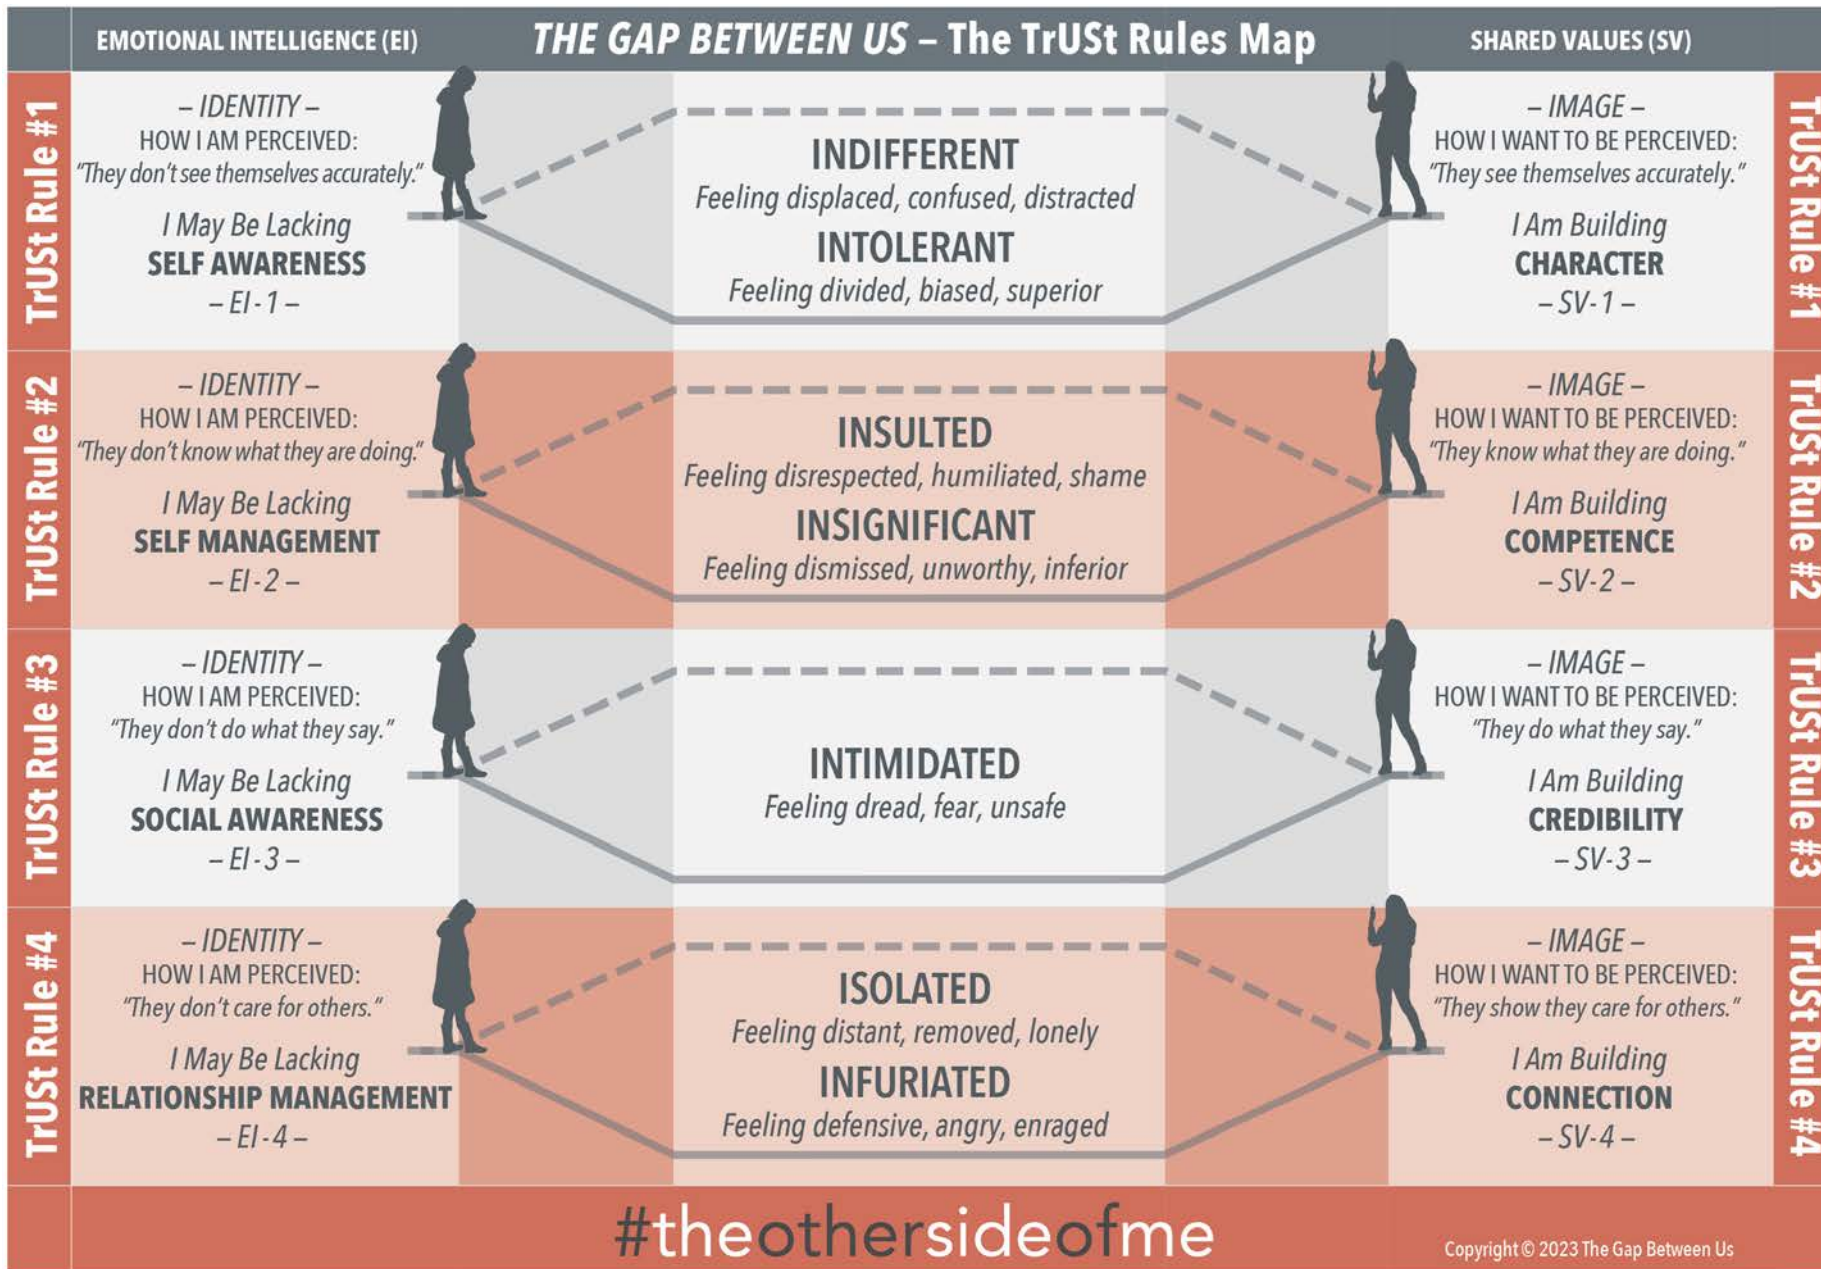 EMOTIONAL INTELLIGENCE (EI)
THE GAP BETWEEN US – The TrUSt Rules Map
SHARED VALUES (SV)
TrUSt Rule #1
– IDENTITY –
HOW I AM PERCEIVED:
"They don't see themselves accurately."
I May Be Lacking
SELF AWARENESS
– EI - 1 –
INDIFFERENT
Feeling displaced, confused, distracted
INTOLERANT
Feeling divided, biased, superior
– IMAGE –
HOW I WANT TO BE PERCEIVED:
"They see themselves accurately."
I Am Building
CHARACTER
– SV- 1 –
TrUSt Rule #1
TrUSt Rule #2
– IDENTITY –
HOW I AM PERCEIVED:
"They don't know what they are doing."
I May Be Lacking
SELF MANAGEMENT
– EI - 2 –
INSULTED
Feeling disrespected, humiliated, shame
INSIGNIFICANT
Feeling dismissed, unworthy, inferior
– IMAGE –
HOW I WANT TO BE PERCEIVED:
"They know what they are doing."
I Am Building
COMPETENCE
– SV- 2 –
TrUSt Rule #2
TrUSt Rule #3
– IDENTITY –
HOW I AM PERCEIVED:
"They don't do what they say."
I May Be Lacking
SOCIAL AWARENESS
– EI - 3 –
INTIMIDATED
Feeling dread, fear, unsafe
– IMAGE –
HOW I WANT TO BE PERCEIVED:
"They do what they say."
I Am Building
CREDIBILITY
– SV- 3 –
TrUSt Rule #3
TrUSt Rule #4
– IDENTITY –
HOW I AM PERCEIVED:
"They don't care for others."
I May Be Lacking
RELATIONSHIP MANAGEMENT
– EI - 4 –
ISOLATED
Feeling distant, removed, lonely
INFURIATED
Feeling defensive, angry, enraged
– IMAGE –
HOW I WANT TO BE PERCEIVED:
"They show they care for others."
I Am Building
CONNECTION
– SV- 4 –
TrUSt Rule #4
#theothersideofme
Copyright © 2023 The Gap Between Us